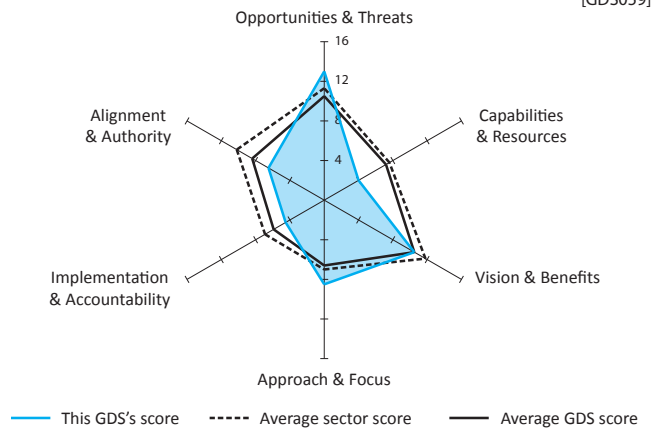 [GDS059]
Opportunities & Threats
16
12
8
4
Alignment
& Authority
Capabilities
& Resources
Implementation
& Accountability
Vision & Benefits
Approach & Focus
This GDS's score
Average sector score
Average GDS score